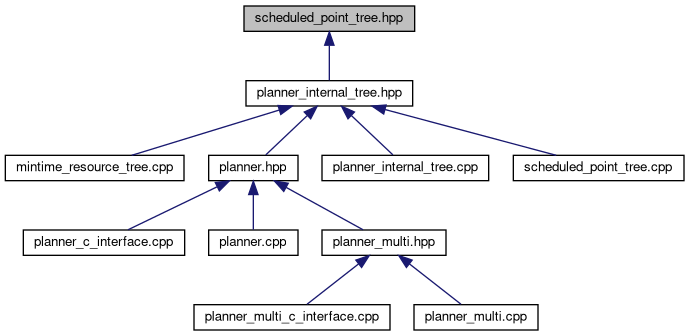 scheduled_point_tree.hpp
planner_internal_tree.hpp
mintime_resource_tree.cpp
planner.hpp
planner_internal_tree.cpp
scheduled_point_tree.cpp
planner_c_interface.cpp
planner.cpp
planner_multi.hpp
planner_multi_c_interface.cpp
planner_multi.cpp